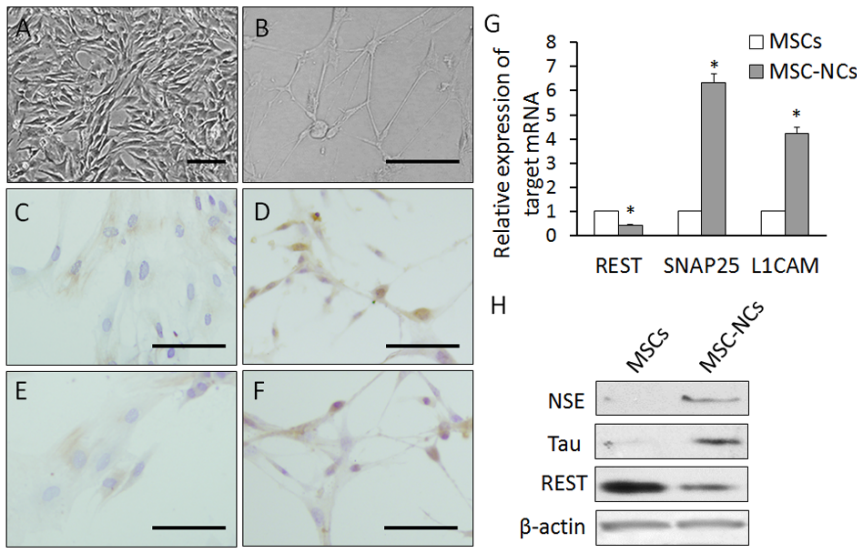 A
B
C
D
E
F
G
Relative expression of
target mRNA
8
7
6
5
4
3
2
1
0
MSCs
MSC-NCs
*
*
*
REST
SNAP25
L1CAM
H
MSCs
MSC-NCs
NSE
Tau
REST
β-actin